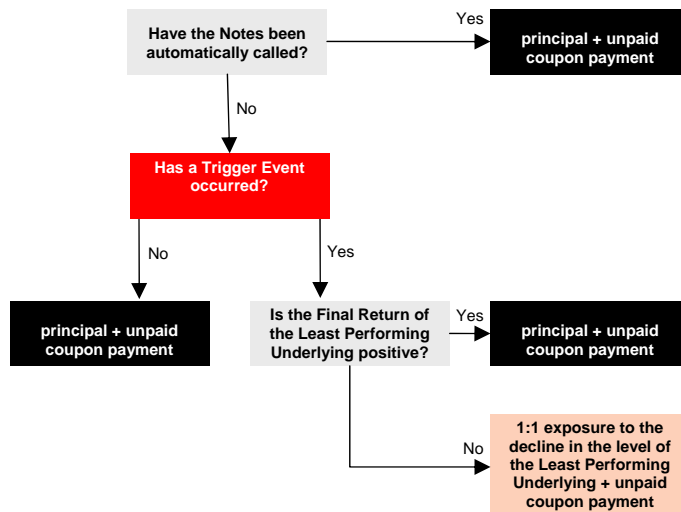 Have the Notes been
automatically called?
Yes
principal + unpaid
coupon payment
No
Has a Trigger Event
occurred?
No
Yes
principal + unpaid
coupon payment
Is the Final Return of
the Least Performing
Underlying positive?
Yes
principal + unpaid
coupon payment
No
1:1 exposure to the
decline in the level of
the Least Performing
Underlying + unpaid
coupon payment